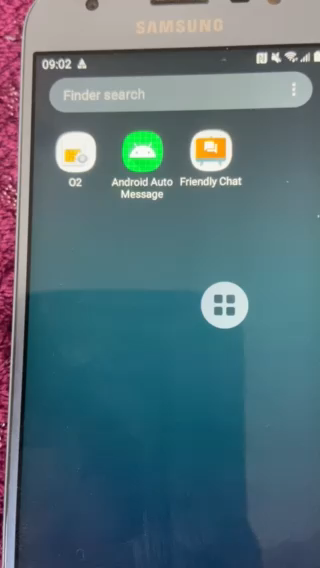 SAMSUNG
09:02
Finder search
O2
Android Auto Message
Friendly Chat